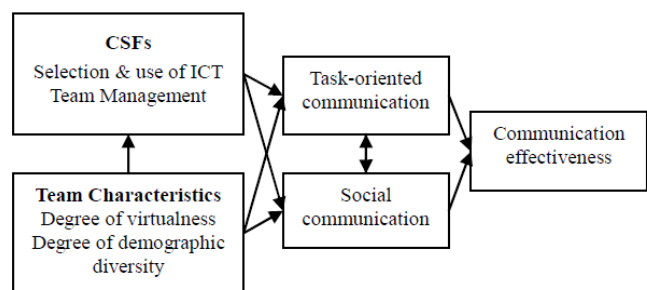 CSFs
Selection & use of ICT
Team Management
Task-oriented
communication
Communication
effectiveness
Team Characteristics
Degree of virtualness
Degree of demographic
diversity
Social
communication